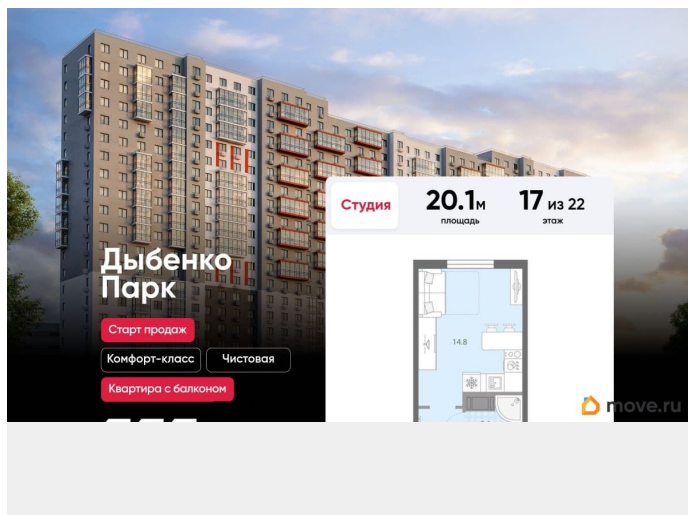 Студия
20.1м
площадь
17 из 22
этаж
Дыбенко
Парк
Старт продаж
Комфорт-класс
Чистовая
Квартира с балконом
14.8
move.ru